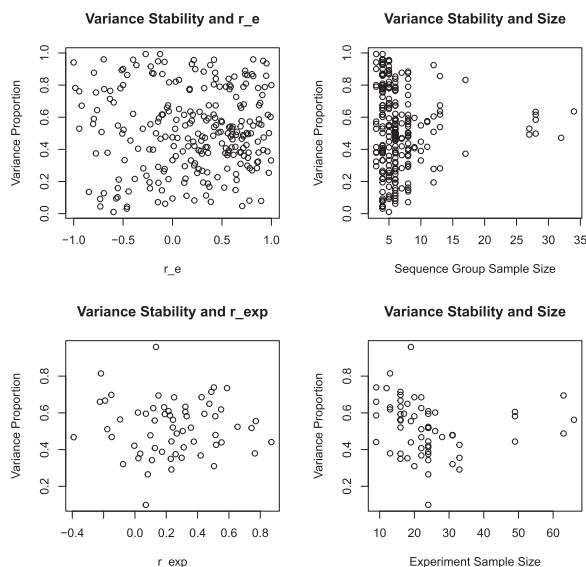 Variance Stability and r_e
Variance Proportion
0.0 0.2 0.4 0.6 0.8 1.0
−1.0 −0.5 0.0 0.5 1.0
r_e
Variance Stability and Size
Variance Proportion
0.0 0.2 0.4 0.6 0.8 1.0
5 10 15 20 25 30 35
Sequence Group Sample Size
Variance Stability and r_exp
Variance Proportion
0.2 0.4 0.6 0.8
−0.4 0.0 0.2 0.4 0.6 0.8
r_exp
Variance Stability and Size
Variance Proportion
0.2 0.4 0.6 0.8
10 20 30 40 50 60
Experiment Sample Size